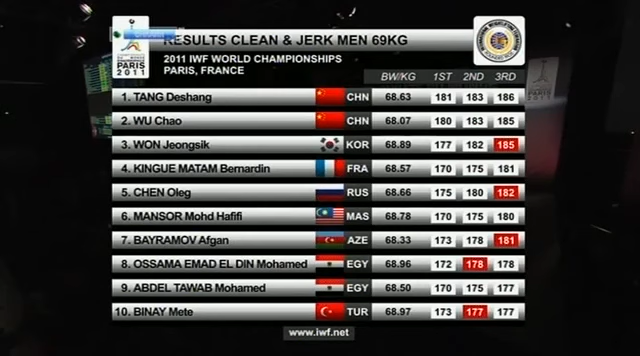 PARIS
2011
RESULTS CLEAN & JERK MEN 69KG
2011 IWF WORLD CHAMPIONSHIPS
PARIS, FRANCE
BW/KG 1ST 2ND 3RD
1. TANG Deshang CHN 68.63 181 183 186
2. WU Chao CHN 68.07 180 183 185
3. WON Jeongsik KOR 68.89 177 182 185
4. KINGUE MATAM Bernardin FRA 68.57 170 175 181
5. CHEN Oleg RUS 68.66 175 180 182
6. MANSOR Mohd Hafifi MAS 68.78 170 175 180
7. BAYRAMOV Afgan AZE 68.33 173 178 181
8. OSSAMA EMAD EL DIN Mohamed EGY 68.96 172 178 178
9. ABDEL TAWAB Mohamed EGY 68.50 170 175 177
10. BINAY Mete TUR 68.97 173 177 177
www.iwf.net